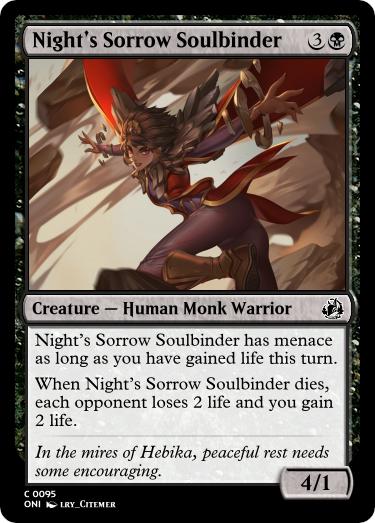 Night's Sorrow Soulbinder 3
Creature — Human Monk Warrior
Night's Sorrow Soulbinder has menace
as long as you have gained life this turn.
When Night's Sorrow Soulbinder dies,
each opponent loses 2 life and you gain
2 life.
In the mires of Hebika, peaceful rest needs
some encouraging.
4/1
C 0095
ONI LRY_CITEMER